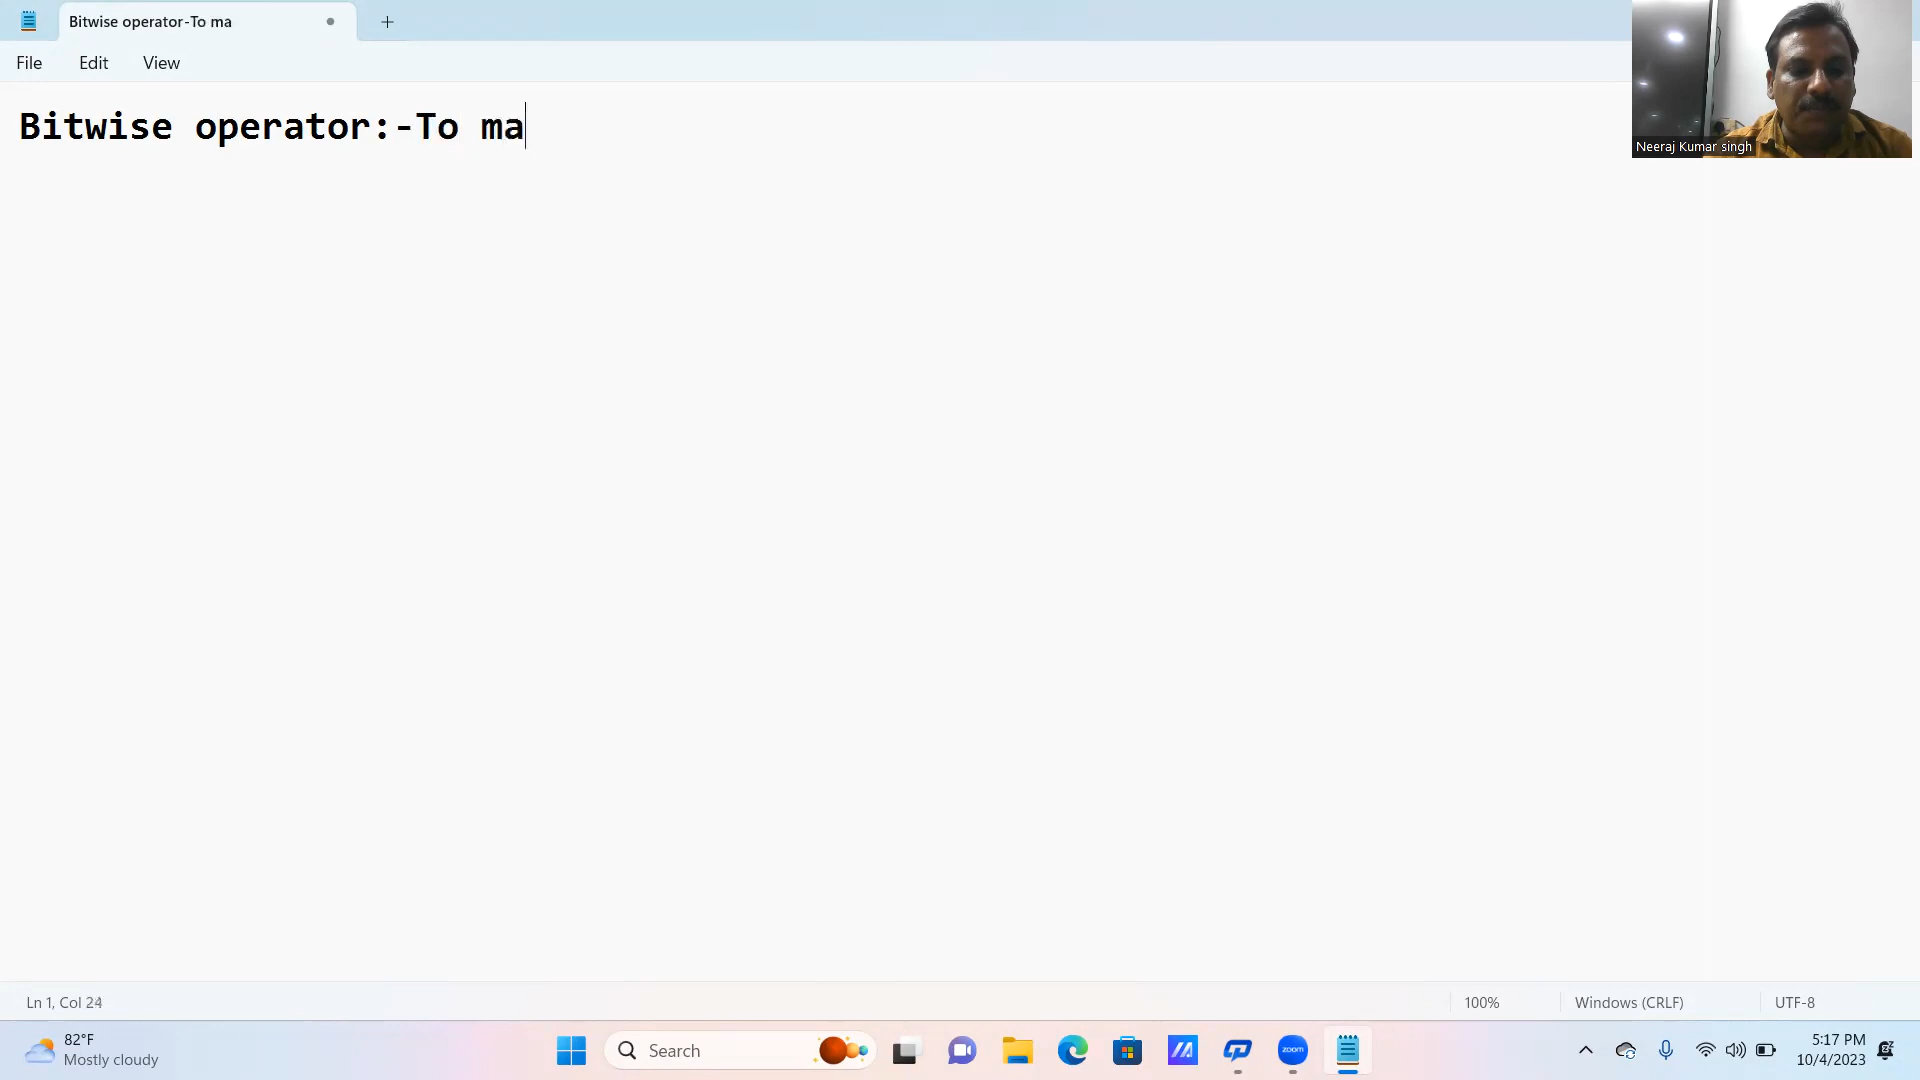 Bitwise operator-To ma
File Edit View
Bitwise operator:-To ma
Neeraj Kumar singh
Ln 1, Col 24
100%
Windows (CRLF)
UTF-8
82°F
Mostly cloudy
Search
zoom
5:17 PM
10/4/2023